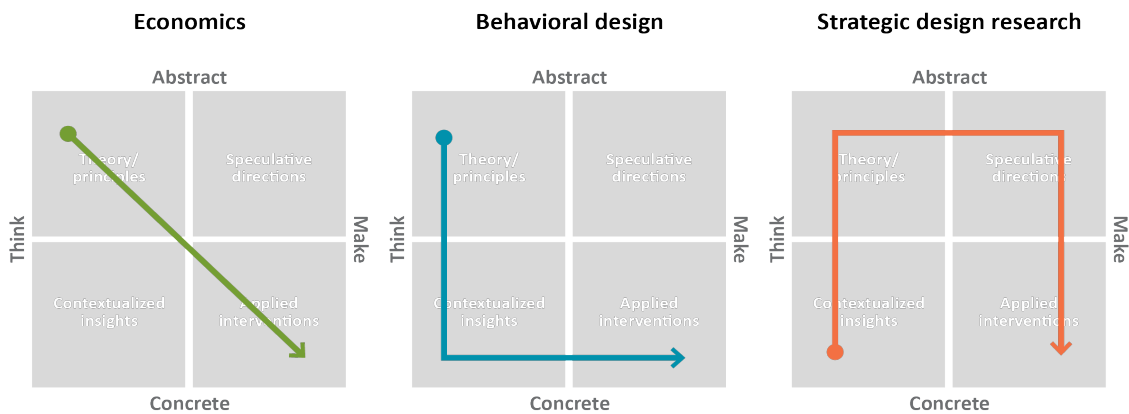 Economics
Abstract
Think
Make
Theory/
principles
Speculative
directions
Contextualized
insights
Applied
interventions
Concrete
Behavioral design
Abstract
Think
Make
Theory/
principles
Speculative
directions
Contextualized
insights
Applied
interventions
Concrete
Strategic design research
Abstract
Think
Make
Theory/
principles
Speculative
directions
Contextualized
insights
Applied
interventions
Concrete